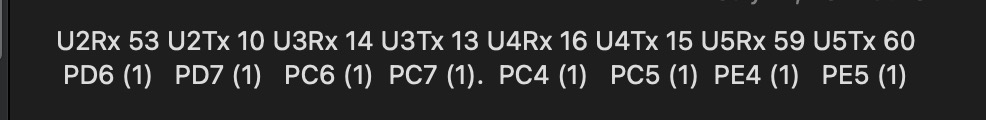 U2Rx 53 U2Tx 10 U3Rx 14 U3Tx 13 U4Rx 16 U4Tx 15 U5Rx 59 U5Tx 60
PD6 (1) PD7 (1) PC6 (1) PC7 (1). PC4 (1) PC5 (1) PE4 (1) PE5 (1)